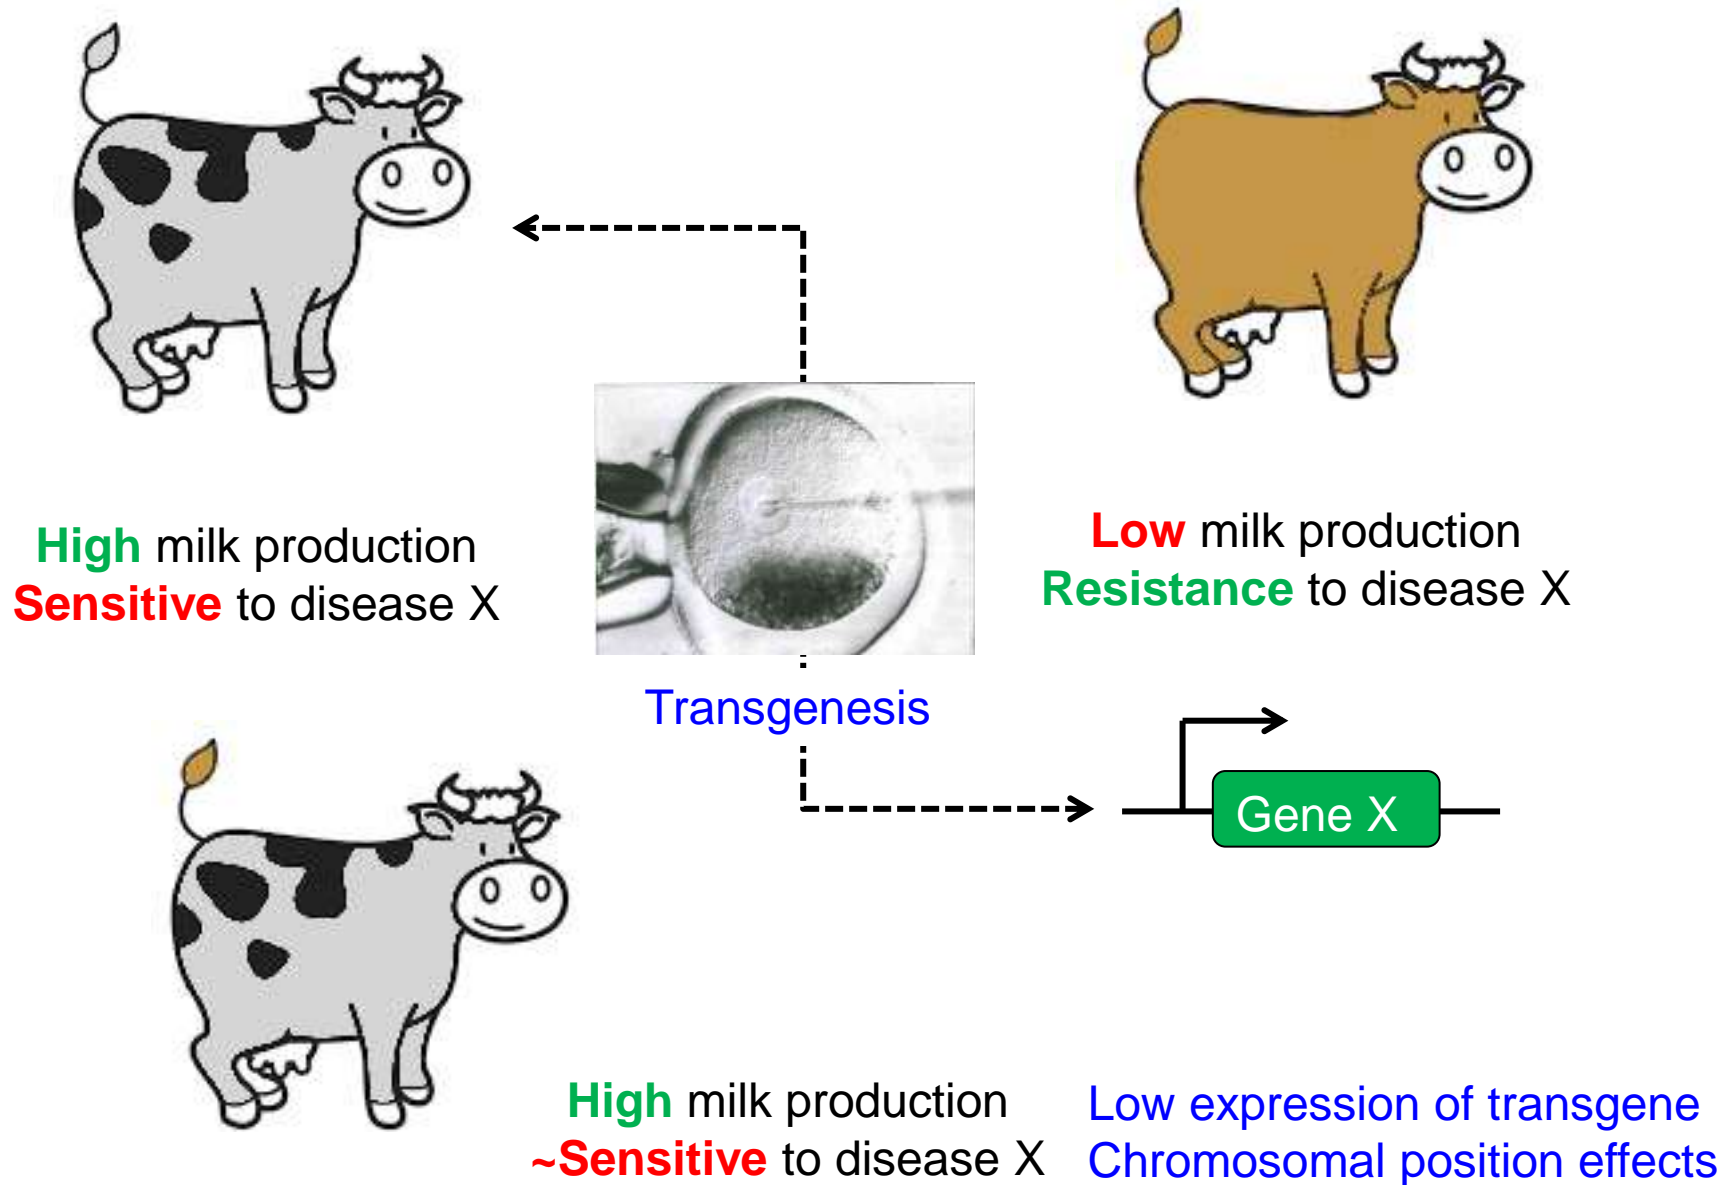 High milk production
Sensitive to disease X
Low milk production
Resistance to disease X
Transgenesis
Gene X
High milk production
~Sensitive to disease X
Low expression of transgene
Chromosomal position effects